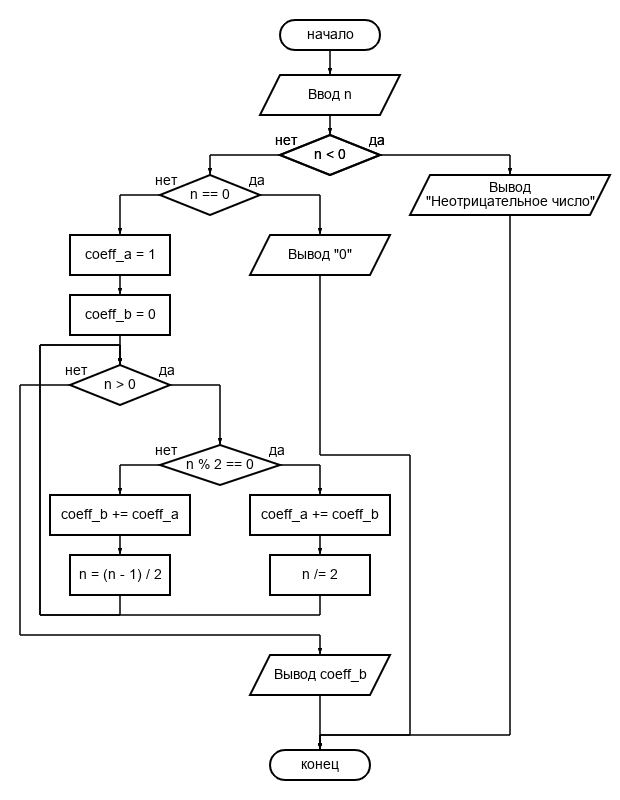 начало
Ввод n
нет
да
n < 0
нет
да
n == 0
Вывод
"Неотрицательное число"
coeff_a = 1
Вывод "0"
coeff_b = 0
нет
да
n > 0
нет
да
n % 2 == 0
coeff_b += coeff_a
coeff_a += coeff_b
n = (n - 1) / 2
n /= 2
Вывод coeff_b
конец